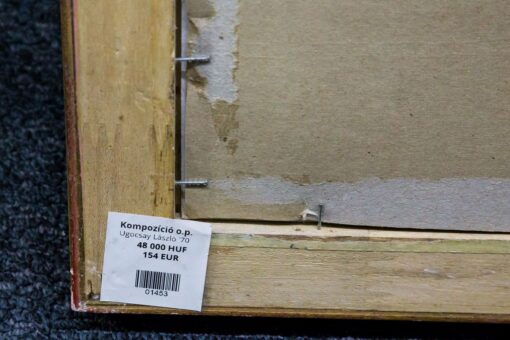 Kompozíció o.p.
Ugocsay László '70
48 000 HUF
154 EUR
01453